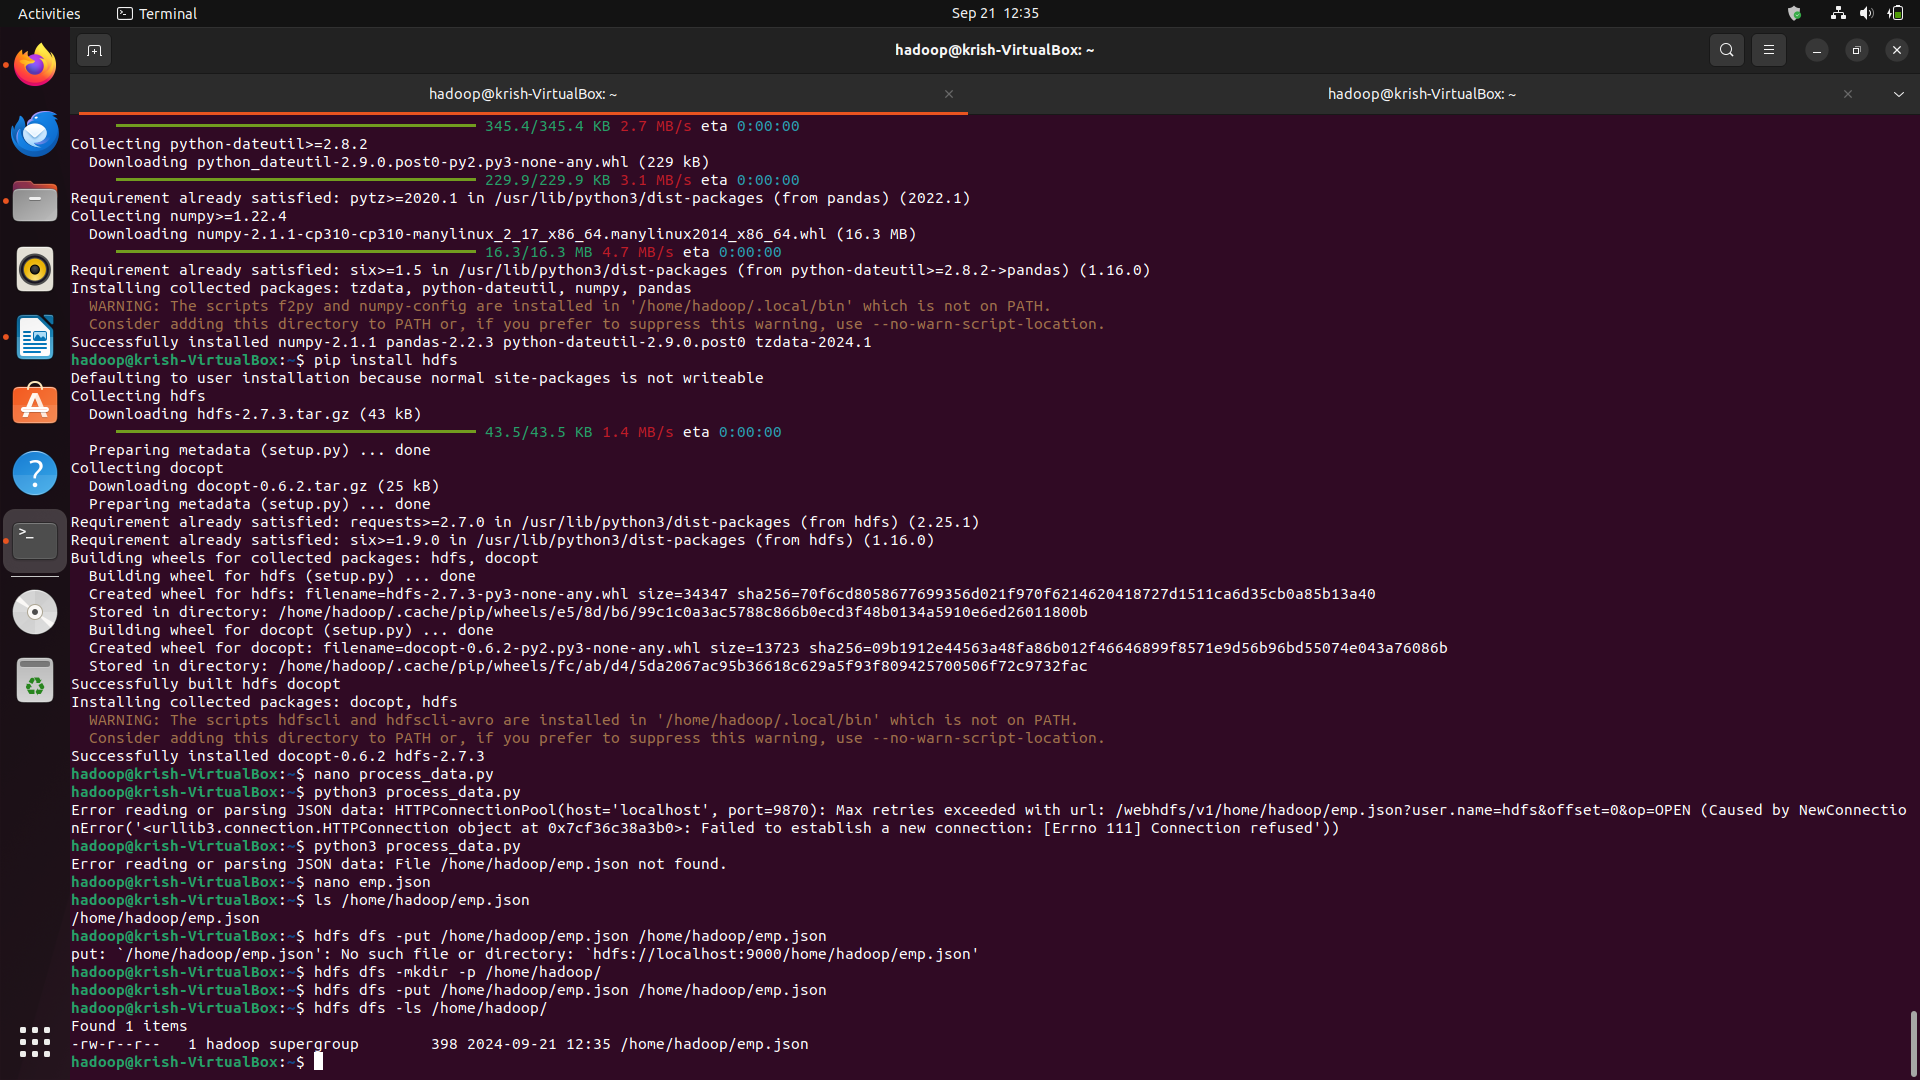 Activities
Terminal
Sep 21 12:35
hadoop@krish-VirtualBox: ~
hadoop@krish-VirtualBox: ~
hadoop@krish-VirtualBox: ~
345.4/345.4 KB 2.7 MB/s eta 0:00:00
Collecting python-dateutil>=2.8.2
  Downloading python_dateutil-2.9.0.post0-py2.py3-none-any.whl (229 kB)
229.9/229.9 KB 3.1 MB/s eta 0:00:00
Requirement already satisfied: pytz>=2020.1 in /usr/lib/python3/dist-packages (from pandas) (2022.1)
Collecting numpy>=1.22.4
  Downloading numpy-2.1.1-cp310-cp310-manylinux_2_17_x86_64.manylinux2014_x86_64.whl (16.3 MB)
16.3/16.3 MB 4.7 MB/s eta 0:00:00
Requirement already satisfied: six>=1.5 in /usr/lib/python3/dist-packages (from python-dateutil>=2.8.2->pandas) (1.16.0)
Installing collected packages: tzdata, python-dateutil, numpy, pandas
  WARNING: The scripts f2py and numpy-config are installed in '/home/hadoop/.local/bin' which is not on PATH.
  Consider adding this directory to PATH or, if you prefer to suppress this warning, use --no-warn-script-location.
Successfully installed numpy-2.1.1 pandas-2.2.3 python-dateutil-2.9.0.post0 tzdata-2024.1
hadoop@krish-VirtualBox:~$ pip install hdfs
Defaulting to user installation because normal site-packages is not writeable
Collecting hdfs
  Downloading hdfs-2.7.3.tar.gz (43 kB)
43.5/43.5 KB 1.4 MB/s eta 0:00:00
  Preparing metadata (setup.py) ... done
Collecting docopt
  Downloading docopt-0.6.2.tar.gz (25 kB)
  Preparing metadata (setup.py) ... done
Requirement already satisfied: requests>=2.7.0 in /usr/lib/python3/dist-packages (from hdfs) (2.25.1)
Requirement already satisfied: six>=1.9.0 in /usr/lib/python3/dist-packages (from hdfs) (1.16.0)
Building wheels for collected packages: hdfs, docopt
  Building wheel for hdfs (setup.py) ... done
  Created wheel for hdfs: filename=hdfs-2.7.3-py3-none-any.whl size=34347 sha256=70f6cd8058677699356d021f970f6214620418727d1511ca6d35cb0a85b13a40
  Stored in directory: /home/hadoop/.cache/pip/wheels/e5/8d/b6/99c1c0a3ac5788c866b0ecd3f48b0134a5910e6ed26011800b
  Building wheel for docopt (setup.py) ... done
  Created wheel for docopt: filename=docopt-0.6.2-py2.py3-none-any.whl size=13723 sha256=09b1912e44563a48fa86b012f46646899f8571e9d56b96bd55074e043a76086b
  Stored in directory: /home/hadoop/.cache/pip/wheels/fc/ab/d4/5da2067ac95b36618c629a5f93f809425700506f72c9732fac
Successfully built hdfs docopt
Installing collected packages: docopt, hdfs
  WARNING: The scripts hdfscli and hdfscli-avro are installed in '/home/hadoop/.local/bin' which is not on PATH.
  Consider adding this directory to PATH or, if you prefer to suppress this warning, use --no-warn-script-location.
Successfully installed docopt-0.6.2 hdfs-2.7.3
hadoop@krish-VirtualBox:~$ nano process_data.py
hadoop@krish-VirtualBox:~$ python3 process_data.py
Error reading or parsing JSON data: HTTPConnectionPool(host='localhost', port=9870): Max retries exceeded with url: /webhdfs/v1/home/hadoop/emp.json?user.name=hdfs&offset=0&op=OPEN (Caused by NewConnectio
nError('<urllib3.connection.HTTPConnection object at 0x7cf36c38a3b0>: Failed to establish a new connection: [Errno 111] Connection refused'))
hadoop@krish-VirtualBox:~$ python3 process_data.py
Error reading or parsing JSON data: File /home/hadoop/emp.json not found.
hadoop@krish-VirtualBox:~$ nano emp.json
hadoop@krish-VirtualBox:~$ ls /home/hadoop/emp.json
/home/hadoop/emp.json
hadoop@krish-VirtualBox:~$ hdfs dfs -put /home/hadoop/emp.json /home/hadoop/emp.json
put: `/home/hadoop/emp.json': No such file or directory: `hdfs://localhost:9000/home/hadoop/emp.json'
hadoop@krish-VirtualBox:~$ hdfs dfs -mkdir -p /home/hadoop/
hadoop@krish-VirtualBox:~$ hdfs dfs -put /home/hadoop/emp.json /home/hadoop/emp.json
hadoop@krish-VirtualBox:~$ hdfs dfs -ls /home/hadoop/
Found 1 items
-rw-r--r--   1 hadoop supergroup        398 2024-09-21 12:35 /home/hadoop/emp.json
hadoop@krish-VirtualBox:~$